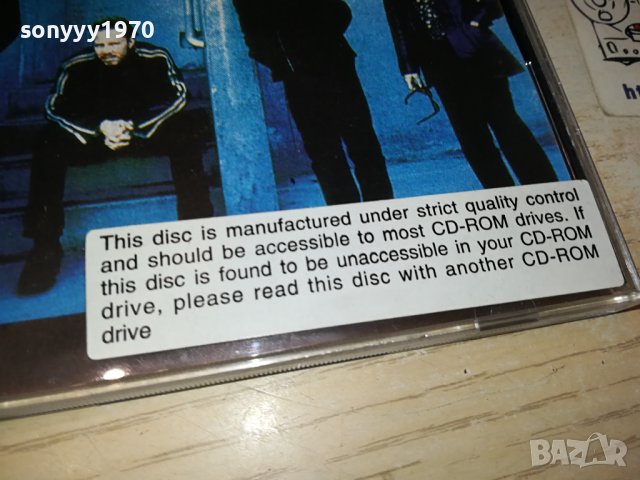 sonyyy1970
This disc is manufactured under strict quality control
and should be accessible to most CD-ROM drives. If
this disc is found to be unaccessible in your CD-ROM
drive, please read this disc with another CD-ROM
drive
BAZAR